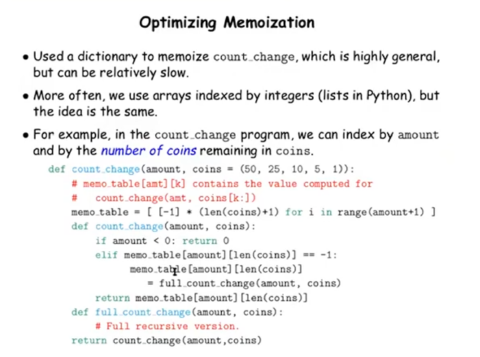 Optimizing Memoization
• Used a dictionary to memoize count_change, which is highly general,
but can be relatively slow.
• More often, we use arrays indexed by integers (lists in Python), but
the idea is the same.
• For example, in the count_change program, we can index by amount
and by the number of coins remaining in coins.
def count_change(amount, coins = (50, 25, 10, 5, 1)):
# memo_table[amt][k] contains the value computed for
# count_change(amt, coins[k:])
memo_table = [ [-1] * (len(coins)+1) for i in range(amount+1) ]
def count_change(amount, coins):
if amount < 0: return 0
elif memo_table[amount][len(coins)] == -1:
memo_table[amount][len(coins)]
= full_count_change(amount, coins)
return memo_table[amount][len(coins)]
def full_count_change(amount, coins):
# Full recursive version.
return count_change(amount,coins)